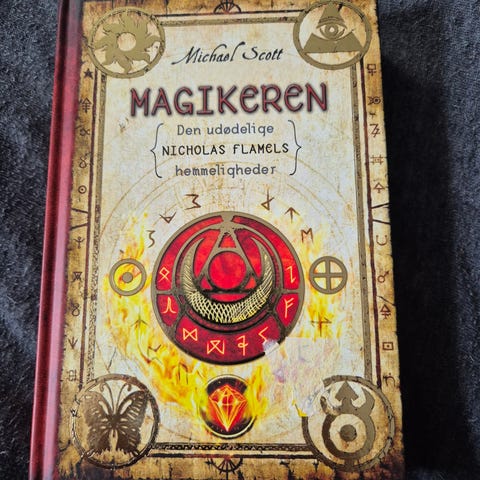 Michael Scott
MAGIKEREN
Den udødelige
NICHOLAS FLAMELS
hemmeligheder